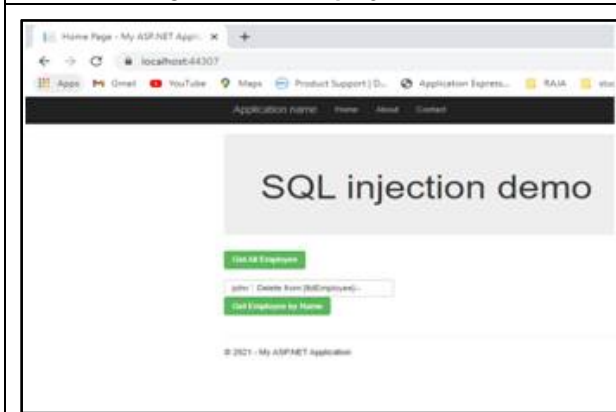 Home Page - My ASP.NET Appli
localhost:44307
Apps Gmail YouTube Maps Product Support | D... Application Express... RAJA
Application name Home About Contact
SQL injection demo
Get All Employee
Delete from [tblEmployee]--
Get Employee by Name
© 2021 - My ASP.NET Application